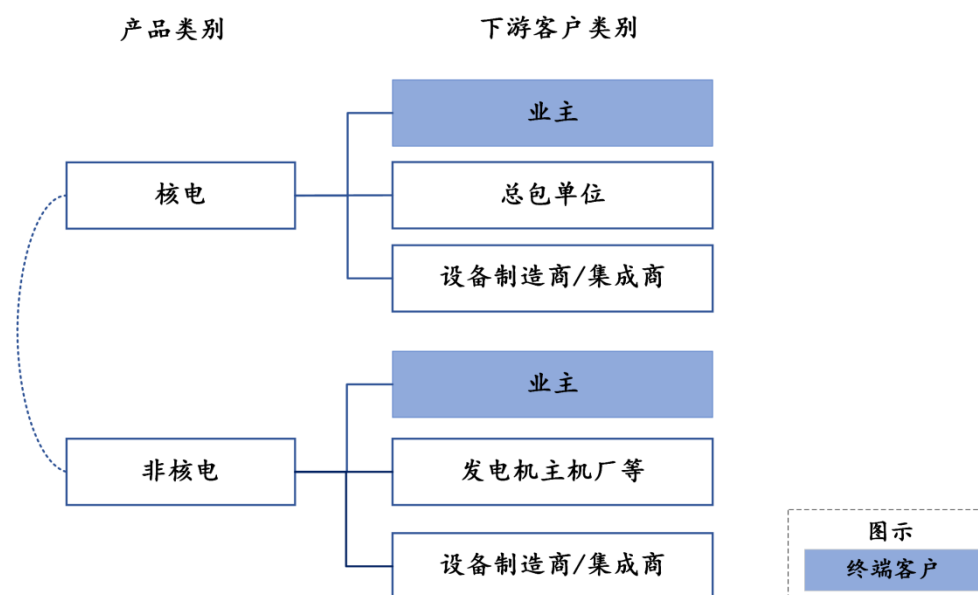 产品类别
下游客户类别
业主
核电
总包单位
设备制造商/集成商
业主
非核电
发电机主机厂等
设备制造商/集成商
图示
终端客户